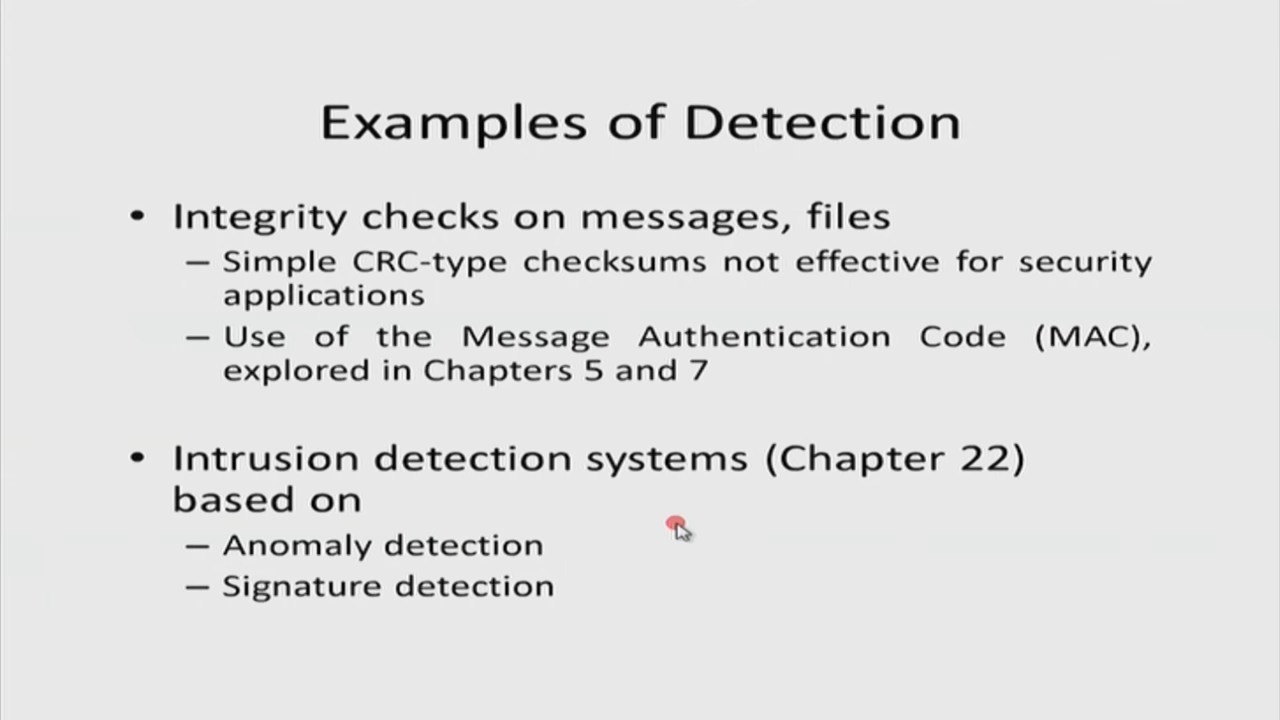 Examples of Detection
• Integrity checks on messages, files
– Simple CRC-type checksums not effective for security
applications
– Use of the Message Authentication Code (MAC),
explored in Chapters 5 and 7
• Intrusion detection systems (Chapter 22)
based on
– Anomaly detection
– Signature detection